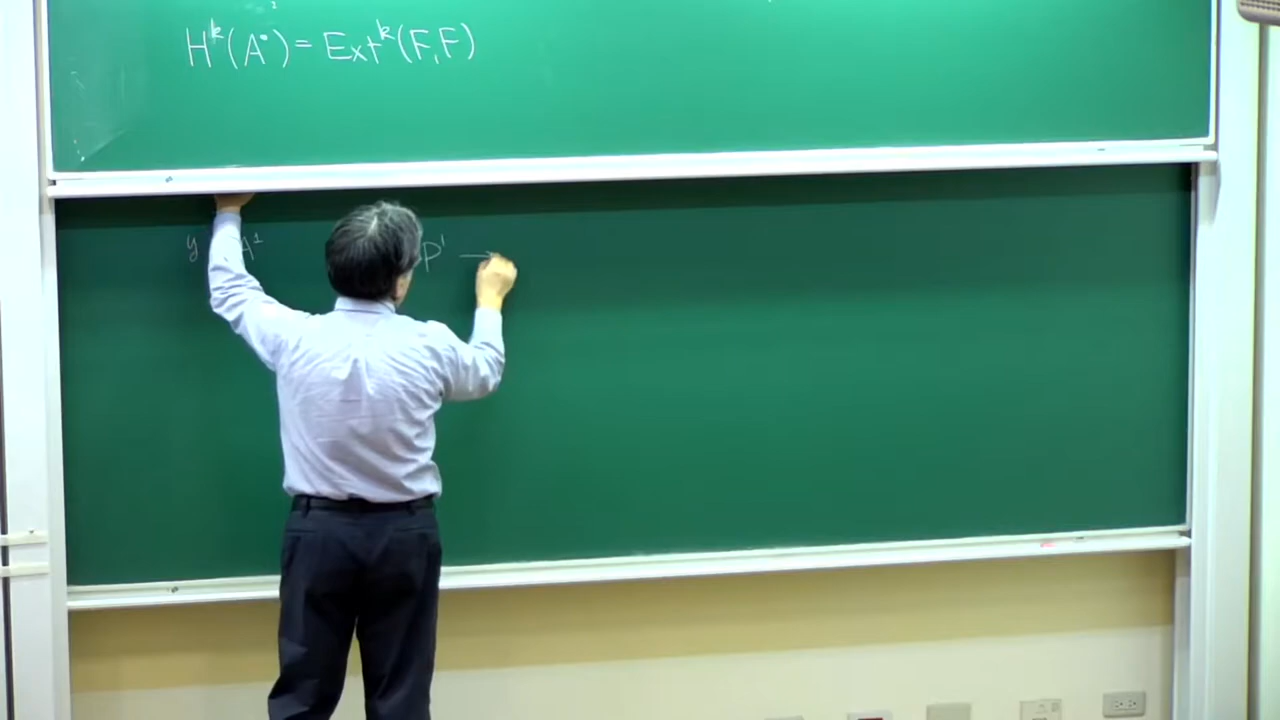 H^k(A^•) = Ext^k(F, F)
y A^1 P^1 —